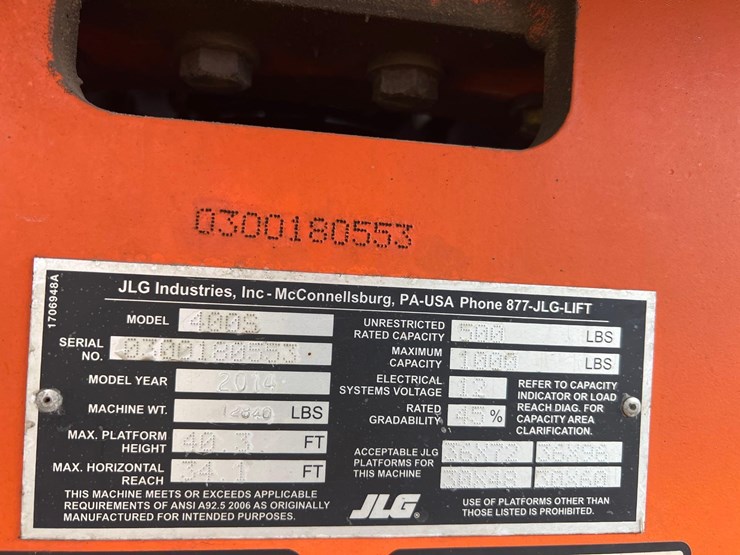 0300180553
1706948A
JLG Industries, Inc - McConnellsburg, PA-USA Phone 877-JLG-LIFT
MODEL 400S
SERIAL NO. 0300180553
MODEL YEAR 2014
MACHINE WT. LBS
MAX. PLATFORM HEIGHT 40.3 FT
MAX. HORIZONTAL REACH 34.1 FT
THIS MACHINE MEETS OR EXCEEDS APPLICABLE
REQUIREMENTS OF ANSI A92.5 2006 AS ORIGINALLY
MANUFACTURED FOR INTENDED PURPOSES.
UNRESTRICTED RATED CAPACITY 500 LBS
MAXIMUM CAPACITY 1000 LBS
ELECTRICAL SYSTEMS VOLTAGE 12
RATED GRADABILITY 45 %
REFER TO CAPACITY
INDICATOR OR LOAD
REACH DIAG. FOR
CAPACITY AREA
CLARIFICATION.
ACCEPTABLE JLG
PLATFORMS FOR
THIS MACHINE
36X72 36X96
30X48 30X60
JLG
USE OF PLATFORMS OTHER THAN
THOSE LISTED IS PROHIBITED.